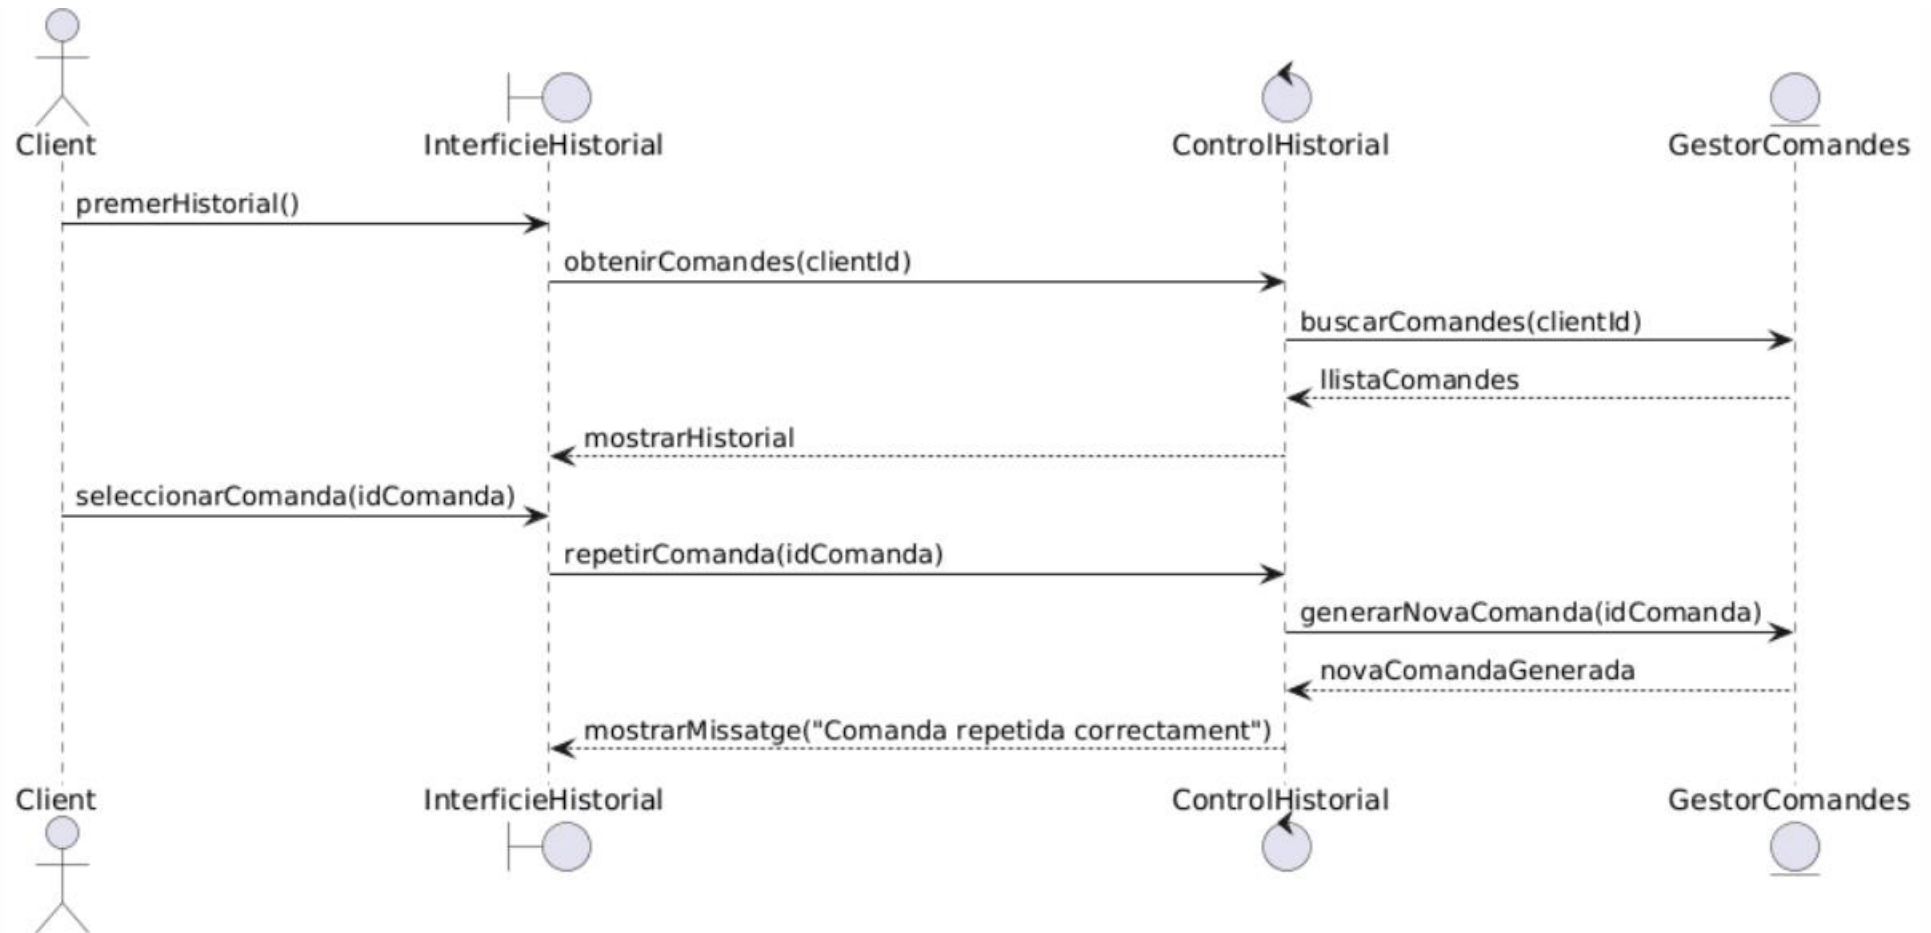 Client
InterficieHistorial
ControlHistorial
GestorComandes
premerHistorial()
obtenirComandes(clientId)
buscarComandes(clientId)
llistaComandes
mostrarHistorial
seleccionarComanda(idComanda)
repetirComanda(idComanda)
generarNovaComanda(idComanda)
novaComandaGenerada
mostrarMissatge("Comanda repetida correctament")
Client
InterficieHistorial
ControlHistorial
GestorComandes